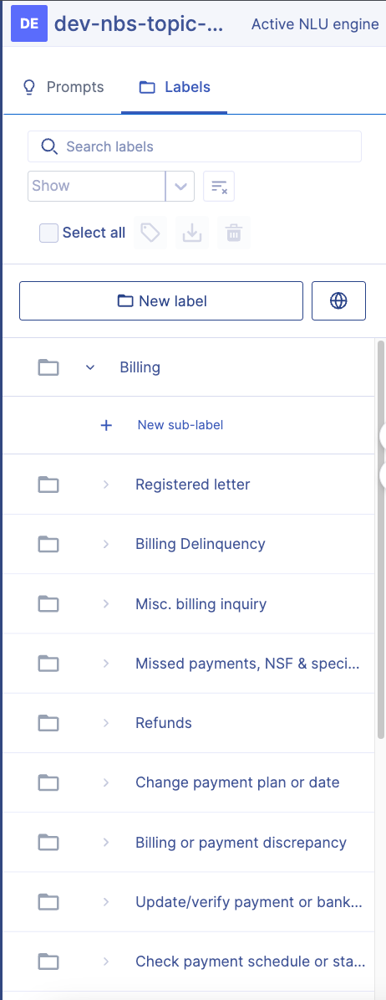 DE dev-nbs-topic-... Active NLU engine
Prompts Labels
Search labels
Show
Select all
New label
Billing
+ New sub-label
Registered letter
Billing Delinquency
Misc. billing inquiry
Missed payments, NSF & speci...
Refunds
Change payment plan or date
Billing or payment discrepancy
Update/verify payment or bank...
Check payment schedule or sta...